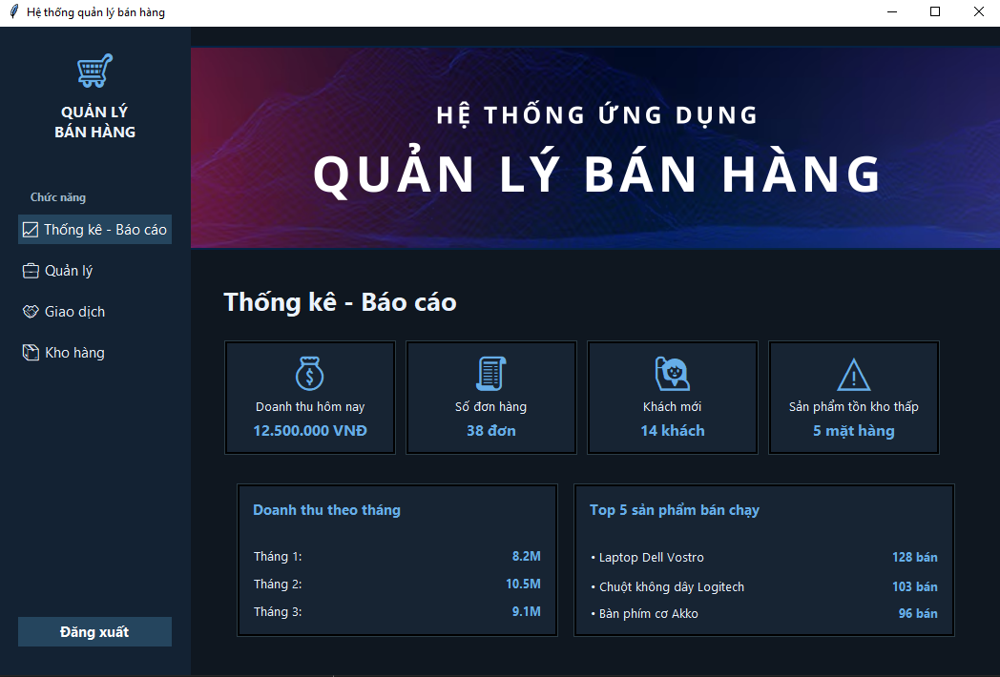 Hệ thống quản lý bán hàng
QUẢN LÝ
BÁN HÀNG
Chức năng
Thống kê - Báo cáo
Quản lý
Giao dịch
Kho hàng
Đăng xuất
HỆ THỐNG ỨNG DỤNG
QUẢN LÝ BÁN HÀNG
Thống kê - Báo cáo
Doanh thu hôm nay
12.500.000 VNĐ
Số đơn hàng
38 đơn
Khách mới
14 khách
Sản phẩm tồn kho thấp
5 mặt hàng
Doanh thu theo tháng
Tháng 1: 8.2M
Tháng 2: 10.5M
Tháng 3: 9.1M
Top 5 sản phẩm bán chạy
• Laptop Dell Vostro 128 bán
• Chuột không dây Logitech 103 bán
• Bàn phím cơ Akko 96 bán